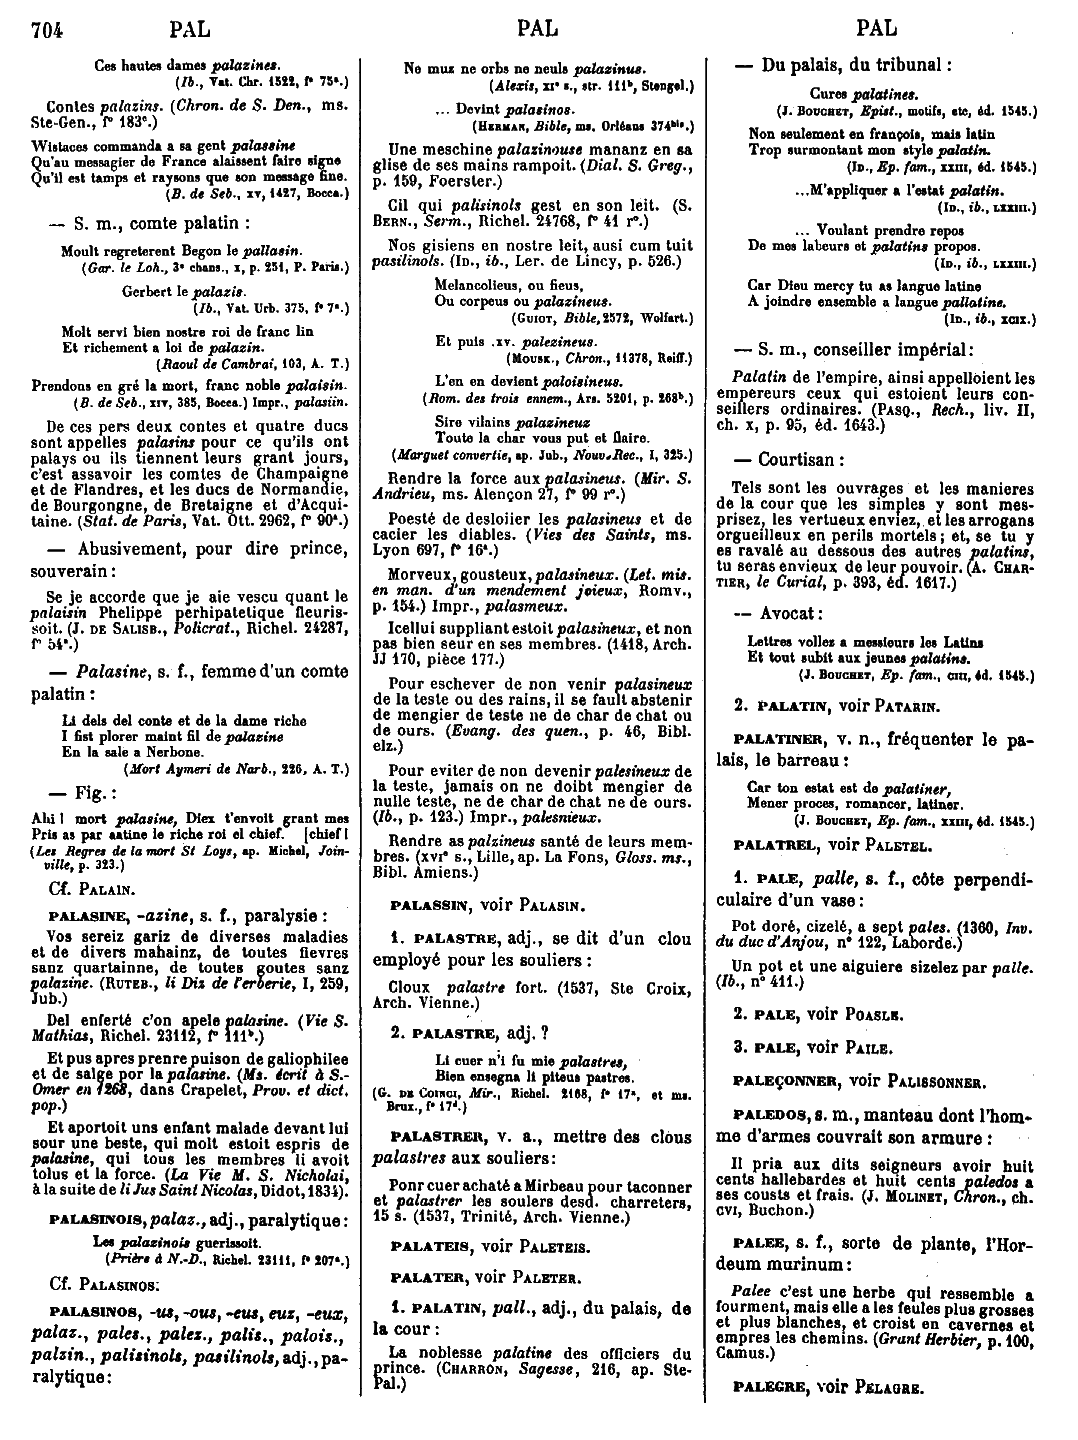 704 PAL PAL PAL
Ces hautes dames palazines.
(Ib., Vat. Chr. 1522, f° 75ª.)
Contes palazins. (Chron. de S. Den., ms.
Ste-Gen., f° 183ᶜ.)
Wistaces commanda a sa gent palassine
Qu'au messagier de France alaissent faire signe
Qu'il est tamps et raysons que son message fine.
(B. de Seb., XV, 1427, Bocca.)
— S. m., comte palatin :
Moult regreterent Begon le pallasin.
(Gar. le Loh., 3ᵉ chans., X, p. 251, P. Paris.)
Gerbert le palazis.
(Ib., Vat. Urb. 375, f° 7ᵃ.)
Molt servi bien nostre roi de franc lin
Et richement a loi de palazin.
(Raoul de Cambrai, 103, A. T.)
Prendons en gré la mort, franc noble palaisin.
(B. de Seb., XIV, 385, Bocca.) Impr., palasiin.
De ces pers deux contes et quatre ducs
sont appelles palasins pour ce qu'ils ont
palays ou ils tiennent leurs grant jours,
c'est assavoir les comtes de Champaigne
et de Flandres, et les ducs de Normandie,
de Bourgongne, de Bretaigne et d'Acqui-
taine. (Stat. de Paris, Vat. Ott. 2962, f° 90ᵃ.)
— Abusivement, pour dire prince,
souverain :
Se je accorde que je aie vescu quant le
palaisin Phelippe perhipatetique fleuris-
soit. (J. DE SALISB., Policrat., Richel. 24287,
f° 54ᵃ.)
— Palasine, s. f., femme d'un comte
palatin :
Li dels del conte et de la dame riche
I fist plorer maint fil de palazine
En la sale a Nerbone.
(Mort Aymeri de Narb., 226, A. T.)
— Fig. :
Ahi ! mort palasine, Diex t'envoit grant mes
Pris as par aatine le riche roi el chief. [chief !
(Les Regres de la mort St Loys, ap. Michel, Join-
ville, p. 323.)
Cf. PALAIN.
PALASINE, -azine, s. f., paralysie :
Vos sereiz gariz de diverses maladies
et de divers mahainz, de toutes fievres
sanz quartainne, de toutes goutes sanz
palazine. (RUTEB., li Diz de l'erberie, I, 259,
Jub.)
Del enferté c'on apele palasine. (Vie S.
Mathias, Richel. 23112, f° 111ᵇ.)
Et pus apres prenre puison de galiophilee
et de salge por la palasine. (Ms. écrit à S.-
Omer en 1268, dans Crapelet, Prov. et dict.
pop.)
Et aportoit uns enfant malade devant lui
sour une beste, qui molt estoit espris de
palasine, qui tous les membres li avoit
tolus et la force. (La Vie M. S. Nicholai,
à la suite de li Jus Saint Nicolas, Didot, 1834).
PALASINOIS, palaz., adj., paralytique :
Les palazinois guerissoit.
(Prière à N.-D., Richel. 23111, f° 207ᵃ.)
Cf. PALASINOS.
PALASINOS, -us, -ous, -eus, euz, -eux,
palaz., pales., palez., palis., palois.,
palzin., palisinols, pasilinols, adj., pa-
ralytique :
Ne muz ne orbs ne neuls palazinus.
(Alexis, XIᵉ s., str. 111ᵇ, Stengel.)
... Devint palasinos.
(HERMAN, Bible, ms. Orléans 374ᵇⁱˢ.)
Une meschine palazinouse mananz en sa
glise de ses mains rampoit. (Dial. S. Greg.,
p. 159, Foerster.)
Cil qui palisinols gest en son leit. (S.
BERN., Serm., Richel. 24768, f° 41 r°.)
Nos gisiens en nostre leit, ausi cum tuit
pasilinols. (ID., ib., Ler. de Lincy, p. 526.)
Melancolieus, ou fieus,
Ou corpeus ou palazineus.
(GUIOT, Bible, 2572, Wolfart.)
Et puis .xv. palezineus.
(MOUSK., Chron., 11378, Reiff.)
L'en en devient paloisineus.
(Rom. des trois ennem., Ars. 5201, p. 268ᵇ.)
Sire vilains palazineuz
Toute la char vous put et flaire.
(Marguet convertie, ap. Jub., Nouv. Rec., I, 325.)
Rendre la force aux palasineus. (Mir. S.
Andrieu, ms. Alençon 27, f° 99 r°.)
Poesté de desloiier les palasineus et de
cacier les diables. (Vies des Saints, ms.
Lyon 697, f° 16ᵃ.)
Morveux, gousteux, palasineux. (Let. mis.
en man. d'un mendement joieux, Romv.,
p. 154.) Impr., palasmeux.
Icellui suppliant estoit palasineux, et non
pas bien seur en ses membres. (1418, Arch.
JJ 170, pièce 177.)
Pour eschever de non venir palasineux
de la teste ou des rains, il se fault abstenir
de mengier de teste ne de char de chat ou
de ours. (Evang. des quen., p. 46, Bibl.
elz.)
Pour eviter de non devenir palesineux de
la teste, jamais on ne doibt mengier de
nulle teste, ne de char de chat ne de ours.
(Ib., p. 123.) Impr., palesnieux.
Rendre as palzineus santé de leurs mem-
bres. (XVIᵉ s., Lille, ap. La Fons, Gloss. ms.,
Bibl. Amiens.)
PALASSIN, voir PALASIN.
1. PALASTRE, adj., se dit d'un clou
employé pour les souliers :
Cloux palastre fort. (1537, Ste Croix,
Arch. Vienne.)
2. PALASTRE, adj. ?
Li cuer n'i fu mie palastres,
Bien ensegna li piteus pastres.
(G. DE COINCI, Mir., Richel. 2168, f° 17ᵃ, et ms.
Brux., f° 17ᵈ.)
PALASTRER, v. a., mettre des clous
palastres aux souliers :
Ponr cuer achaté a Mirbeau pour taconner
et palastrer les soulers desd. charreters,
15 s. (1537, Trinité, Arch. Vienne.)
PALATEIS, voir PALETEIS.
PALATER, voir PALETER.
1. PALATIN, pall., adj., du palais, de
la cour :
La noblesse palatine des officiers du
prince. (CHARRON, Sagesse, 216, ap. Ste-
Pal.)
— Du palais, du tribunal :
Cures palatines.
(J. BOUCHET, Epist., motifs, etc, éd. 1545.)
Non seulement en françois, mais latin
Trop surmontant mon style palatin.
(ID., Ep. fam., XXIII, éd. 1545.)
...M'appliquer a l'estat palatin.
(ID., ib., LXXIII.)
... Voulant prendre repos
De mes labeurs et palatins propos.
(ID., ib., LXXIII.)
Car Dieu mercy tu as langue latine
A joindre ensemble a langue pallatine.
(ID., ib., XCIX.)
— S. m., conseiller impérial :
Palatin de l'empire, ainsi appelloient les
empereurs ceux qui estoient leurs con-
seillers ordinaires. (PASQ., Rech., liv. II,
ch. X, p. 95, éd. 1643.)
— Courtisan :
Tels sont les ouvrages et les manieres
de la cour que les simples y sont mes-
prisez, les vertueux enviez, et les arrogans
orgueilleux en perils mortels ; et, se tu y
es ravalé au dessous des autres palatins,
tu seras envieux de leur pouvoir. (A. CHAR-
TIER, le Curial, p. 393, éd. 1617.)
— Avocat :
Lettres vollez a messieurs les Latins
Et tout subit aux jeunes palatins.
(J. BOUCHET, Ep. fam., CIII, éd. 1545.)
2. PALATIN, voir PATARIN.
PALATINER, v. n., fréquenter le pa-
lais, le barreau :
Car ton estat est de palatiner,
Mener proces, romancer, latiner.
(J. BOUCHET, Ep. fam., XXIII, éd. 1545.)
PALATREL, voir PALETEL.
1. PALE, palle, s. f., côte perpendi-
culaire d'un vase :
Pot doré, cizelé, a sept pales. (1360, Inv.
du duc d'Anjou, n° 122, Laborde.)
Un pot et une aiguiere sizelez par palle.
(Ib., n° 411.)
2. PALE, voir POASLE.
3. PALE, voir PAILE.
PALEÇONNER, voir PALISSONNER.
PALEDOS, s. m., manteau dont l'hom-
me d'armes couvrait son armure :
Il pria aux dits seigneurs avoir huit
cents hallebardes et huit cents paledos a
ses cousts et frais. (J. MOLINET, Chron., ch.
CVI, Buchon.)
PALEE, s. f., sorte de plante, l'Hor-
deum murinum :
Palee c'est une herbe qui ressemble a
fourment, mais elle a les feules plus grosses
et plus blanches, et croist en cavernes et
empres les chemins. (Grant Herbier, p. 100,
Camus.)
PALEGRE, voir PELAGRE.